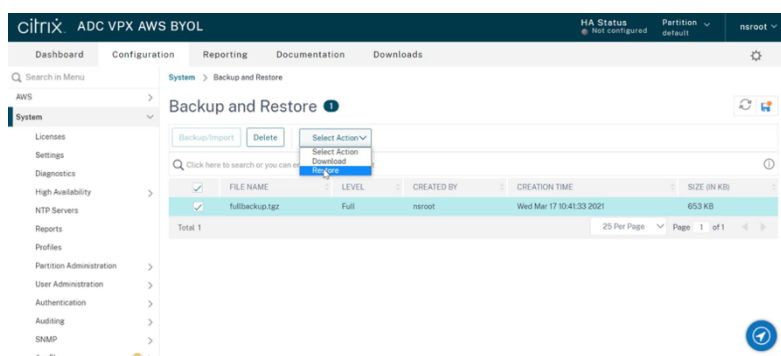 citrix. ADC VPX AWS BYOL
HA Status
Not configured
Partition
default
nsroot
Dashboard Configuration Reporting Documentation Downloads
Search in Menu
System > Backup and Restore
AWS
System
Licenses
Settings
Diagnostics
High Availability
NTP Servers
Reports
Profiles
Partition Administration
User Administration
Authentication
Auditing
SNMP
Backup and Restore 1
Backup/Import Delete Select Action
Select Action
Download
Restore
Click here to search or you can
FILE NAME LEVEL CREATED BY CREATION TIME SIZE (IN KB)
fullbackup.tgz Full nsroot Wed Mar 17 10:41:33 2021 653 KB
Total 1 25 Per Page Page 1 of 1